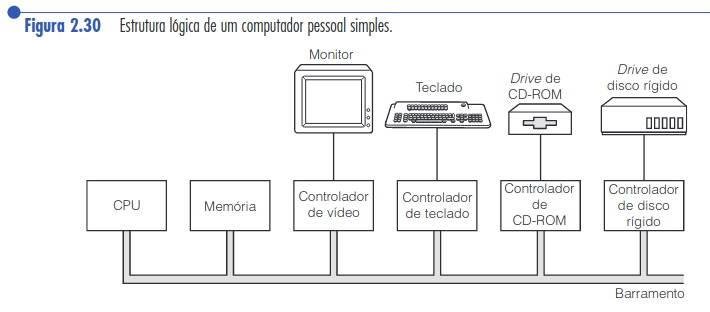 Figura 2.30 Estrutura lógica de um computador pessoal simples.
Monitor
Teclado
Drive de
CD-ROM
Drive de
disco rígido
CPU
Memória
Controlador
de vídeo
Controlador
de teclado
Controlador
de
CD-ROM
Controlador
de disco
rígido
Barramento